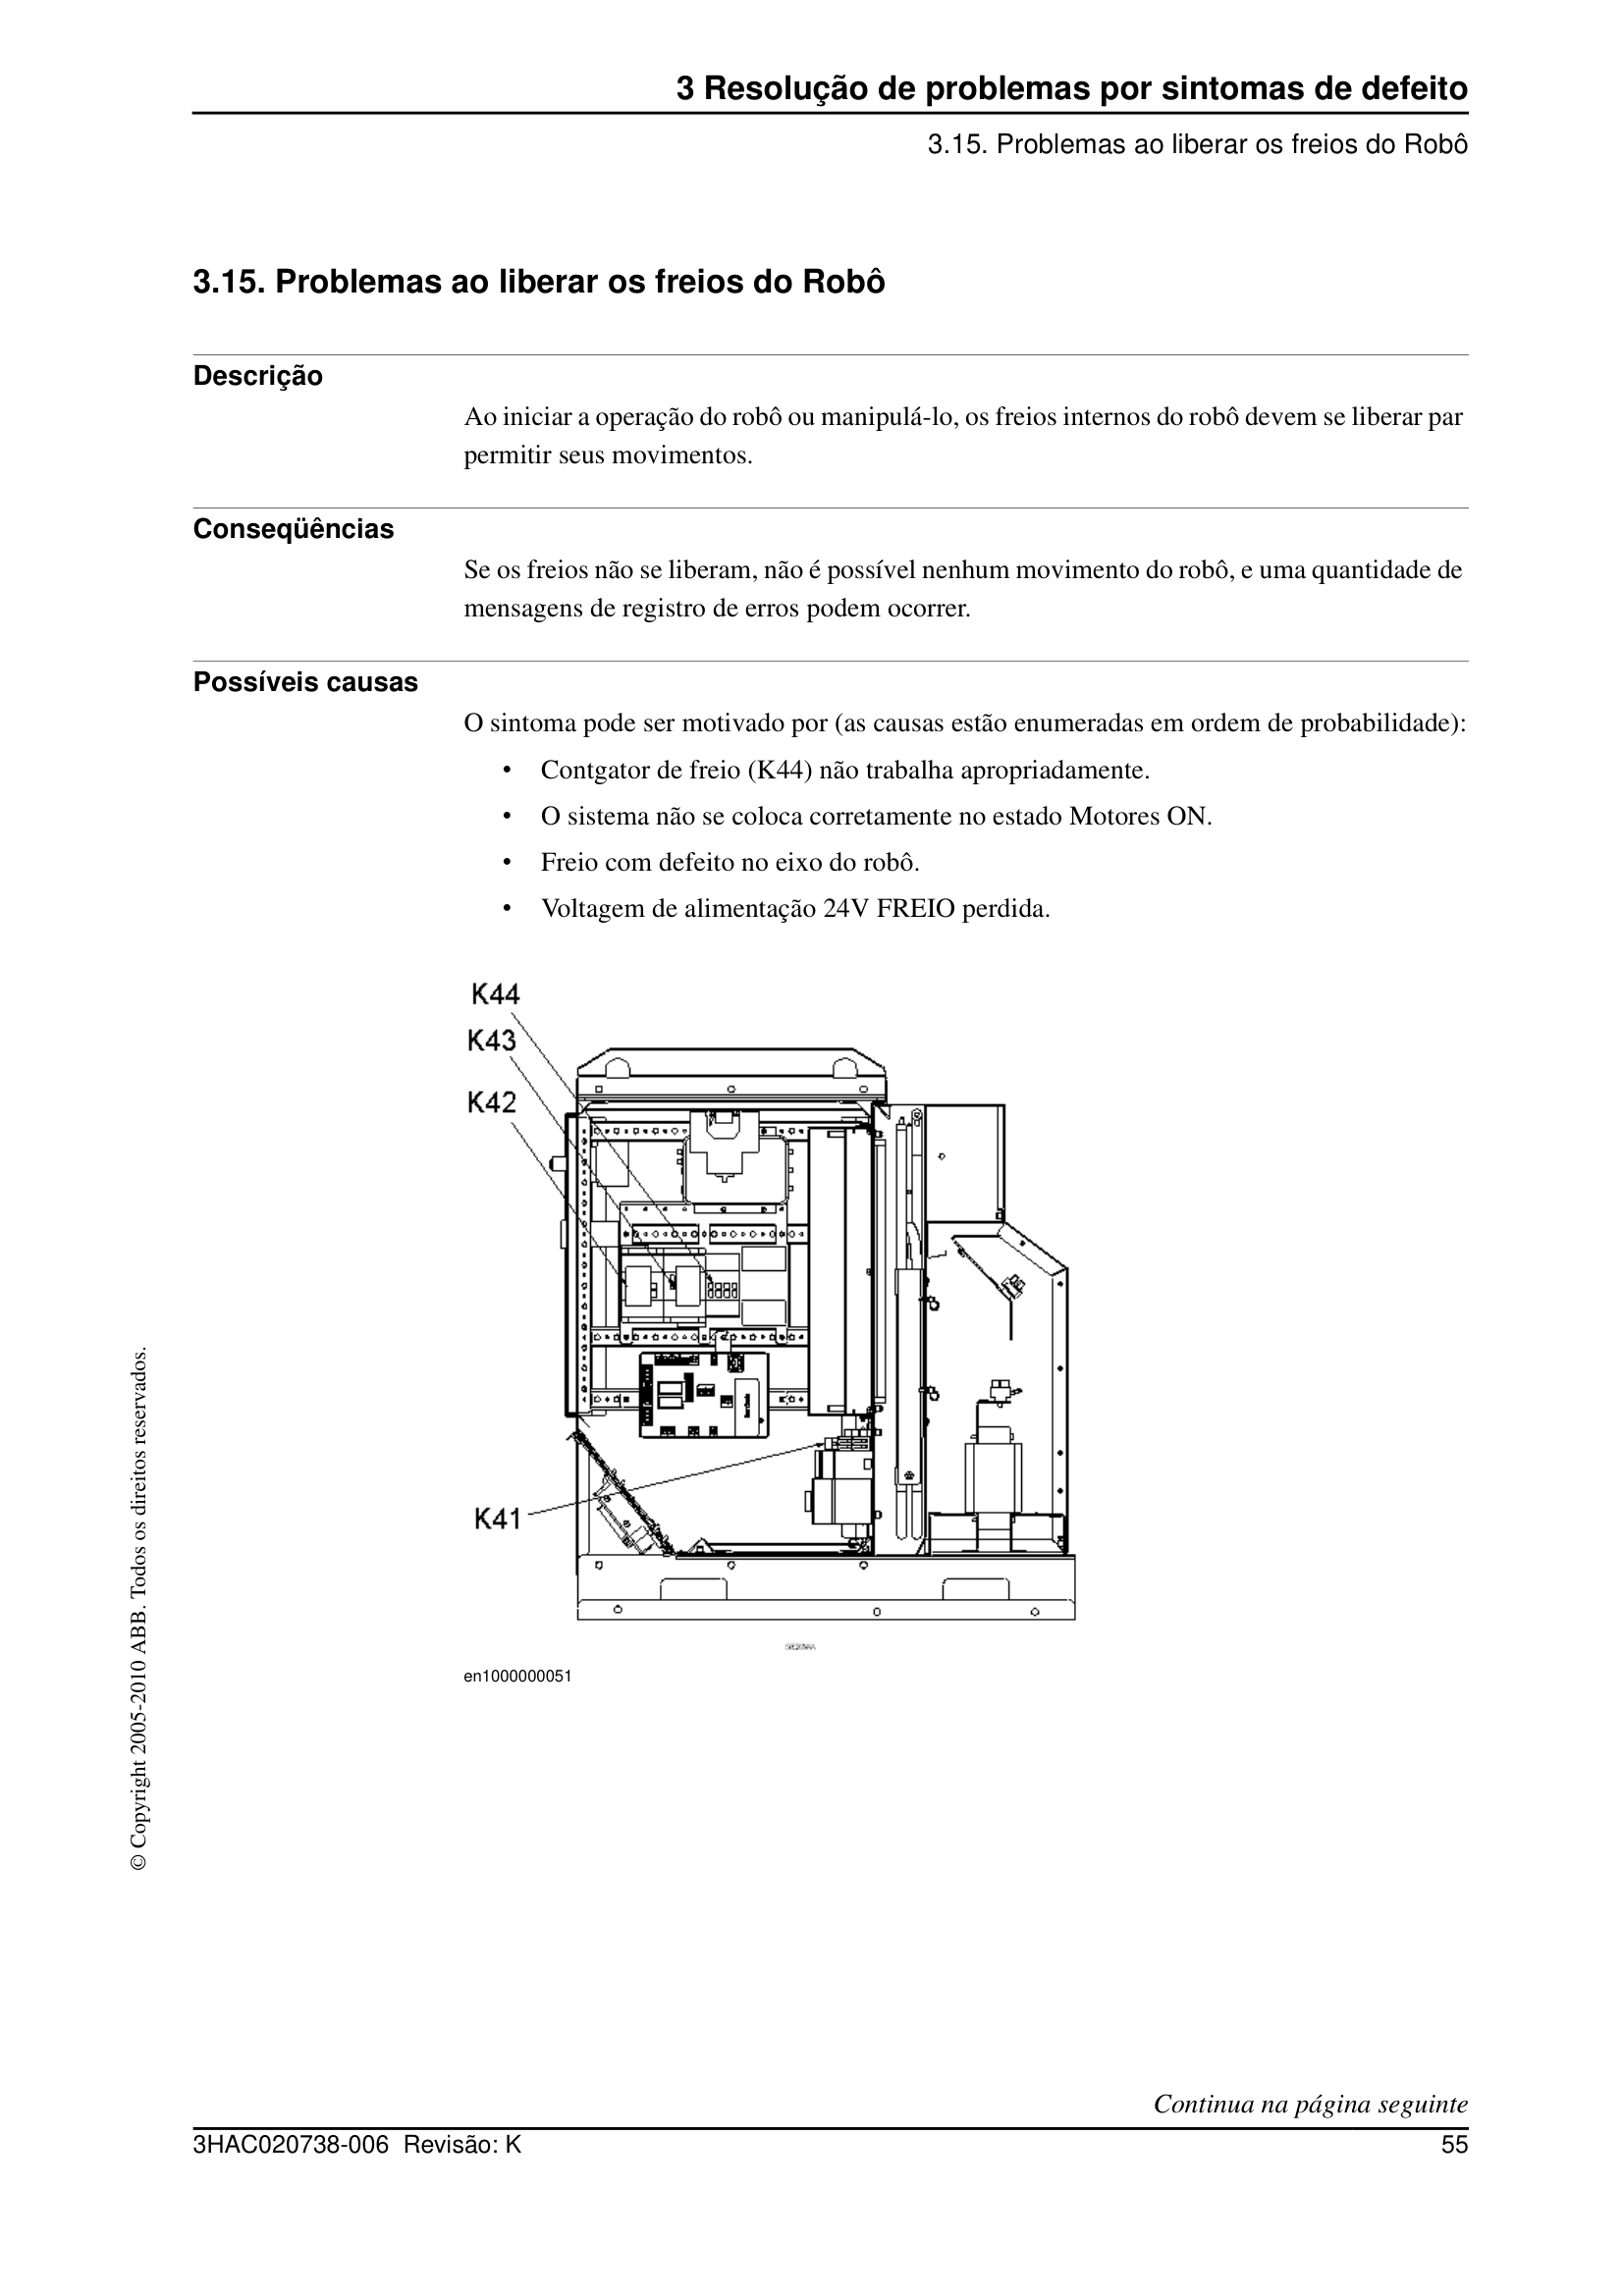 3 Resolução de problemas por sintomas de defeito
3.15. Problemas ao liberar os freios do Robô
3.15. Problemas ao liberar os freios do Robô
Descrição
Ao iniciar a operação do robô ou manipulá-lo, os freios internos do robô devem se liberar par
permitir seus movimentos.
Conseqüências
Se os freios não se liberam, não é possível nenhum movimento do robô, e uma quantidade de
mensagens de registro de erros podem ocorrer.
Possíveis causas
O sintoma pode ser motivado por (as causas estão enumeradas em ordem de probabilidade):
• Contgator de freio (K44) não trabalha apropriadamente.
• O sistema não se coloca corretamente no estado Motores ON.
• Freio com defeito no eixo do robô.
• Voltagem de alimentação 24V FREIO perdida.
K44
K43
K42
K41
en1000000051
© Copyright 2005-2010 ABB. Todos os direitos reservados.
Continua na página seguinte
3HAC020738-006 Revisão: K
55